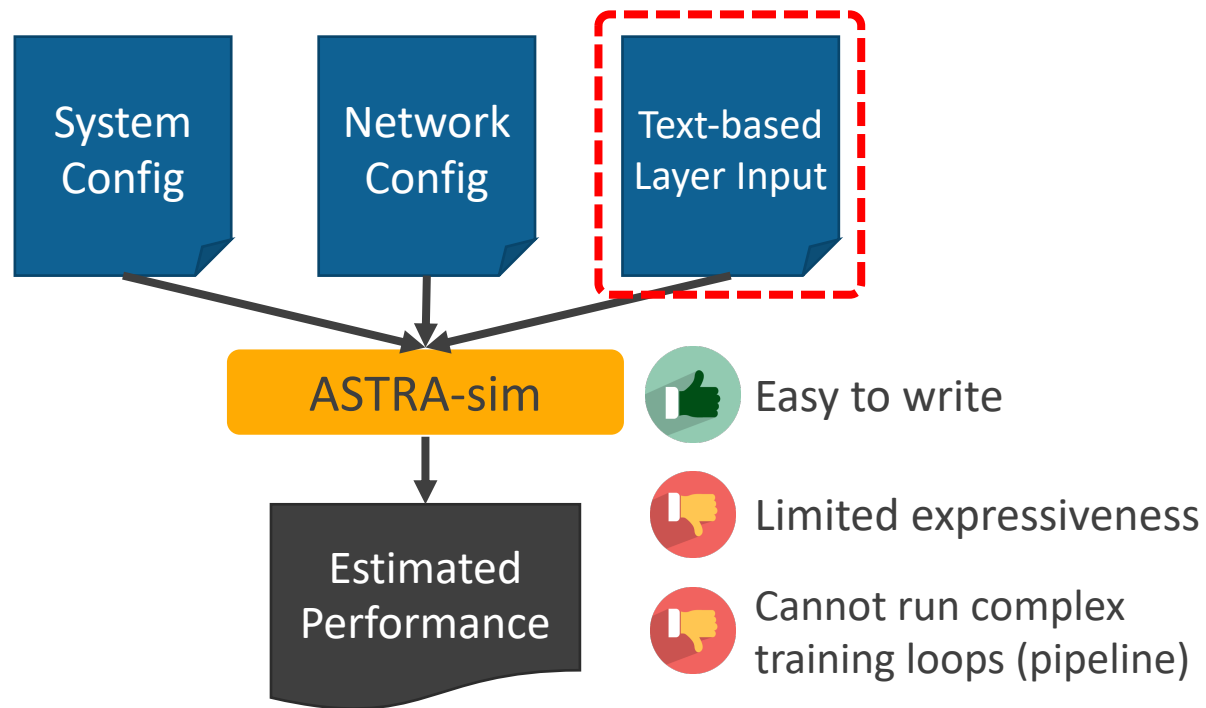 System
Config
Network
Config
Text-based
Layer Input
ASTRA-sim
Easy to write
Limited expressiveness
Estimated
Performance
Cannot run complex
training loops (pipeline)